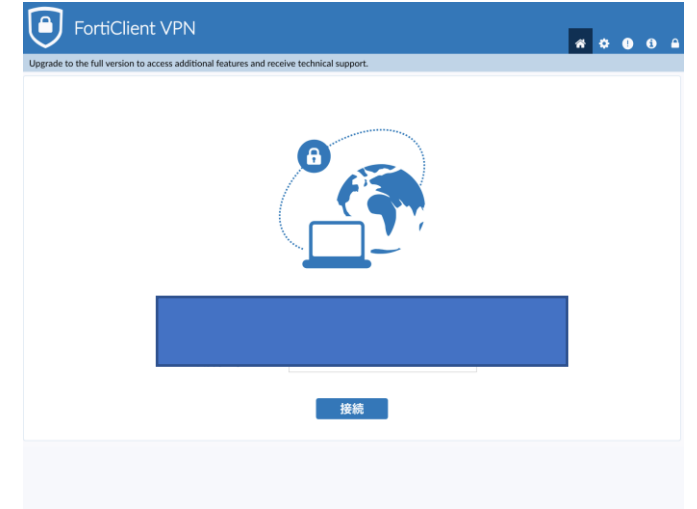 FortiClient VPN
Upgrade to the full version to access additional features and receive technical support.
接続